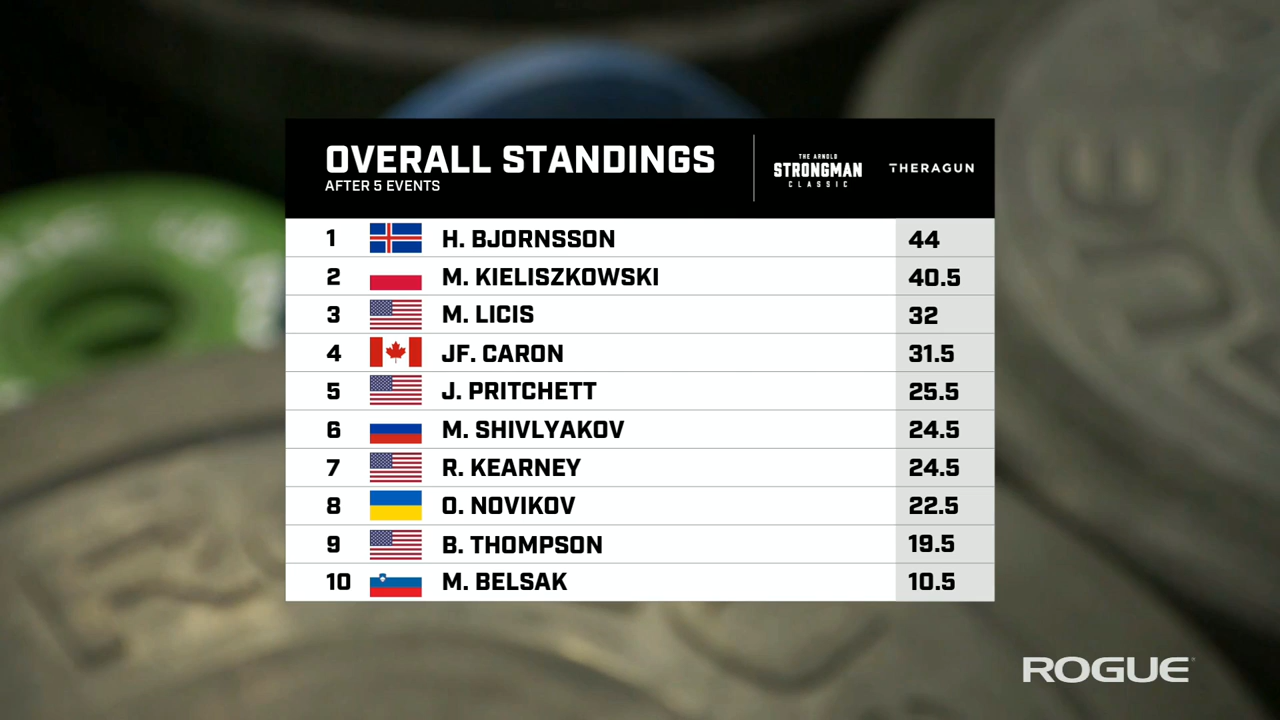 OVERALL STANDINGS
AFTER 5 EVENTS
THE ARNOLD
STRONGMAN
CLASSIC
THERAGUN
1 H. BJORNSSON 44
2 M. KIELISZKOWSKI 40.5
3 M. LICIS 32
4 JF. CARON 31.5
5 J. PRITCHETT 25.5
6 M. SHIVLYAKOV 24.5
7 R. KEARNEY 24.5
8 O. NOVIKOV 22.5
9 B. THOMPSON 19.5
10 M. BELSAK 10.5
ROGUE